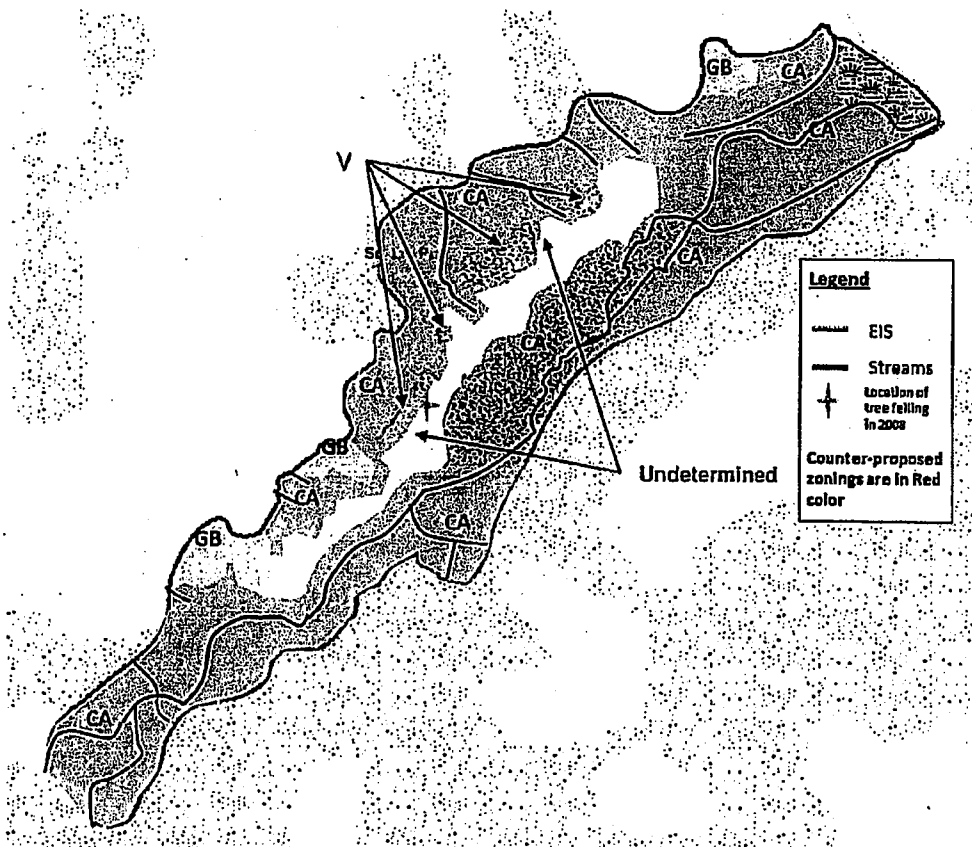 GB
CA
CA
V
CA
CA
Legend
EIS
CA
Streams
Location of
tree felling
in 2008
CA
GB
Counter-proposed
zonings are in Red
color
Undetermined
CA
CA
GB
CA